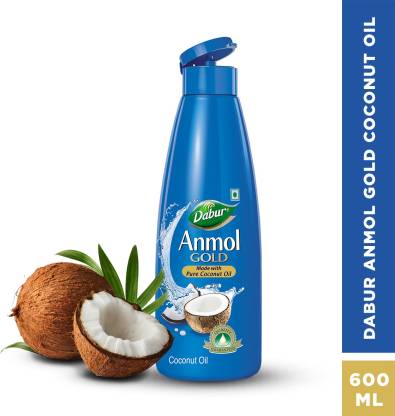 Dabur
Anmol
GOLD
Made with
Pure Coconut Oil
Coconut Oil
DABUR ANMOL GOLD COCONUT OIL
600
ML